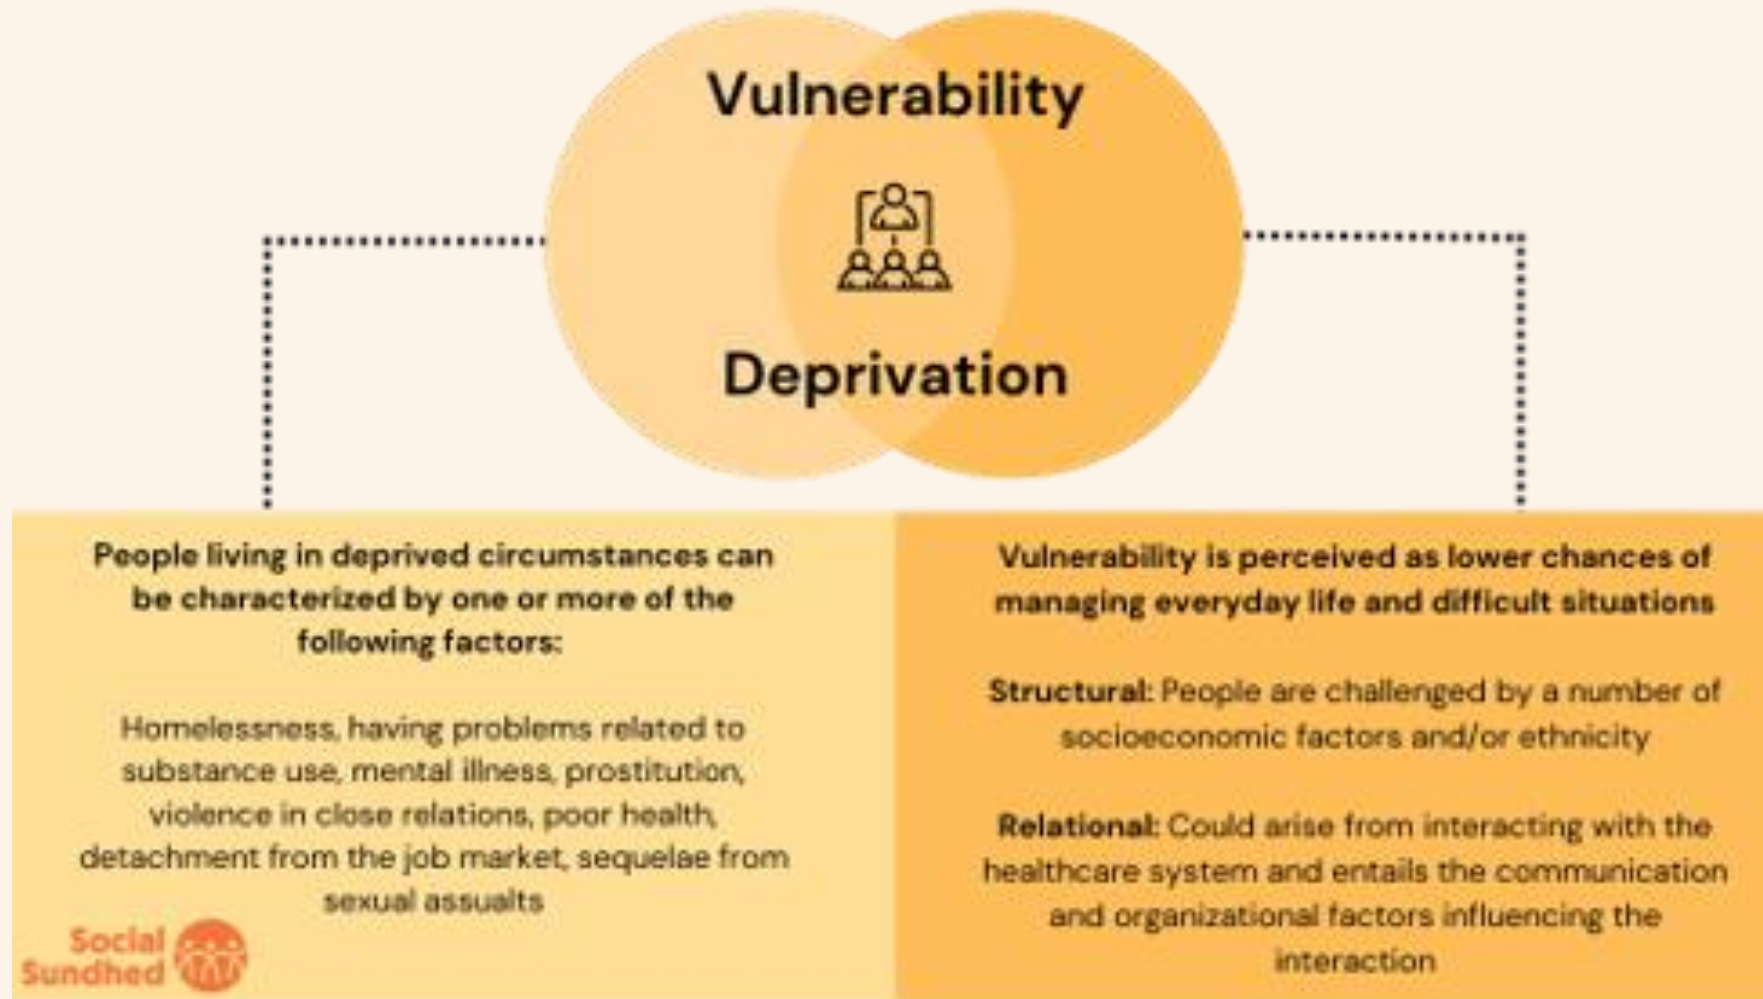 Vulnerability
Deprivation
People living in deprived circumstances can
be characterized by one or more of the
following factors:
Homelessness, having problems related to
substance use, mental illness, prostitution,
violence in close relations, poor health,
detachment from the job market, sequelae from
sexual assualts
Social
Sundhed
Vulnerability is perceived as lower chances of
managing everyday life and difficult situations
Structural: People are challenged by a number of
socioeconomic factors and/or ethnicity
Relational: Could arise from interacting with the
healthcare system and entails the communication
and organizational factors influencing the
interaction